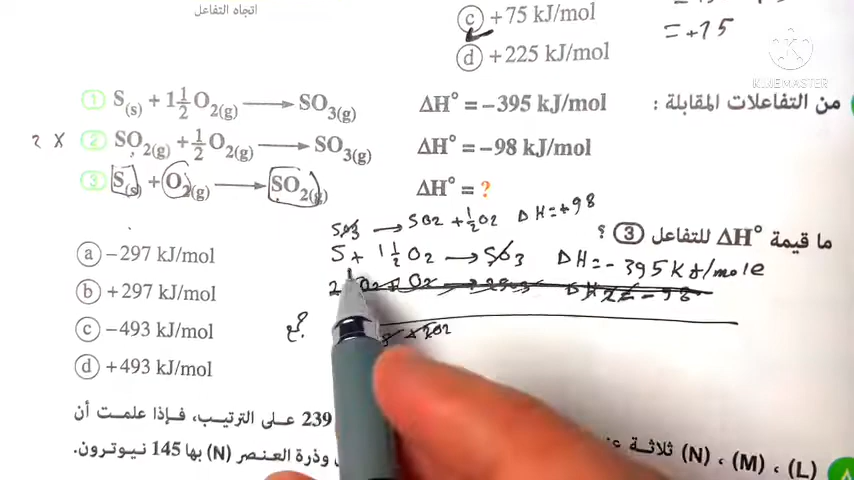 اتجاه التفاعل
c +75 kJ/mol
= +75
d +225 kJ/mol
KINEMASTER
من التفاعلات المقابلة :
1 S(s) + 1½ O2(g) ⟶ SO3(g) ΔH° = −395 kJ/mol
2 X 2 SO2(g) + ½ O2(g) ⟶ SO3(g) ΔH° = −98 kJ/mol
3 S(s) + O2(g) ⟶ SO2(g) ΔH° = ?
SO3 ⟶ SO2 + ½O2 ΔH=+98
ما قيمة ΔH° للتفاعل 3 ؟
S + 1½ O2 ⟶ SO3 ΔH=-395KJ/mole
a −297 kJ/mol
b +297 kJ/mol
جمع
c −493 kJ/mol
d +493 kJ/mol
239 على الترتيب، فإذا علمت أن
(L) ، (M) ، (N) ثلاثة
وذرة العنصر (N) بها 145 نيوترون.